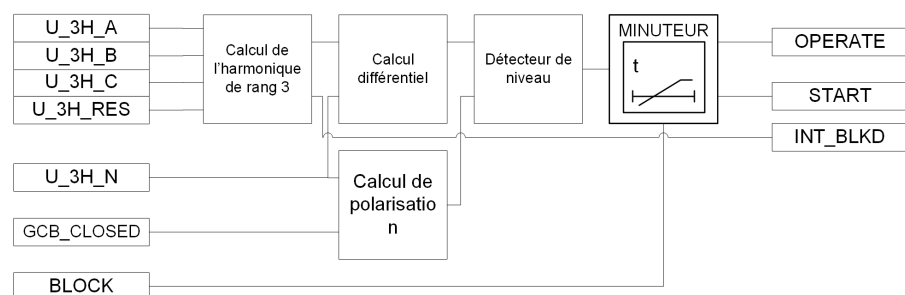 U_3H_A
U_3H_B
U_3H_C
U_3H_RES
U_3H_N
GCB_CLOSED
BLOCK
Calcul de
l'harmonique
de rang 3
Calcul
différentiel
Calcul de
polarisatio
n
Détecteur de
niveau
MINUTEUR
t
OPERATE
START
INT_BLKD